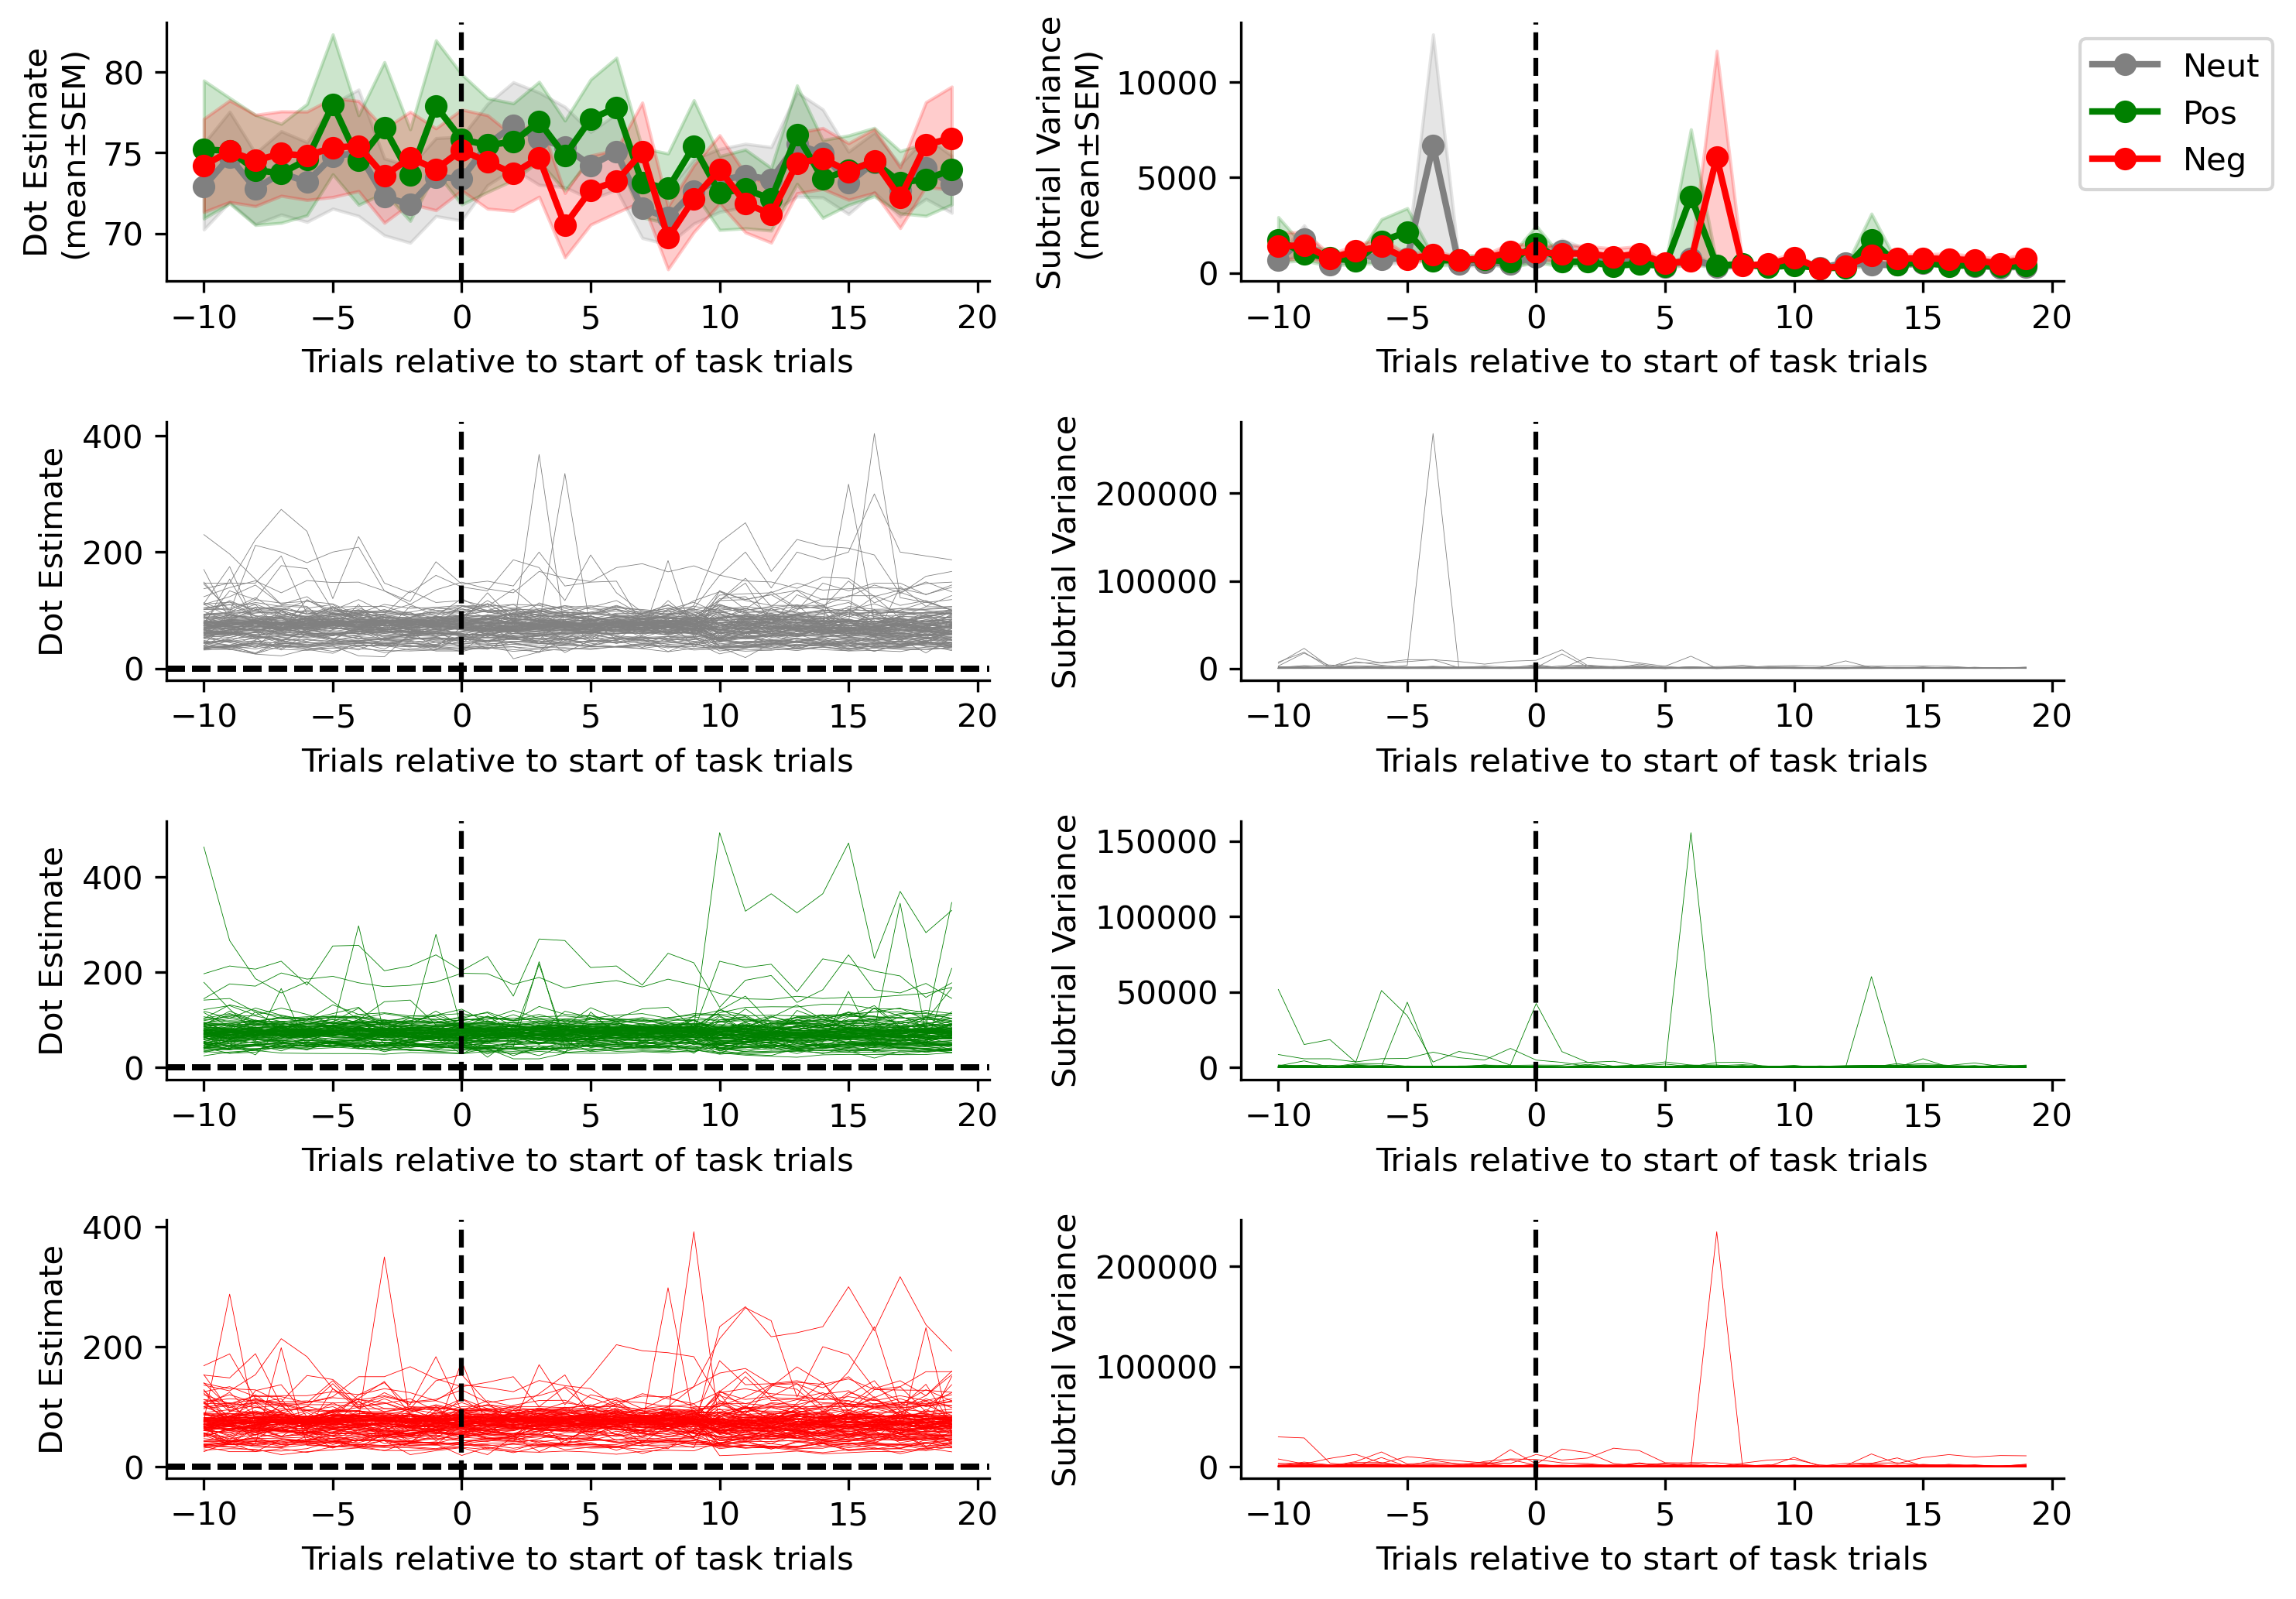 Dot Estimate
(mean±SEM)
80
75
70
−10 −5 0 5 10 15 20
Trials relative to start of task trials
Subtrial Variance
(mean±SEM)
10000
5000
0
−10 −5 0 5 10 15 20
Trials relative to start of task trials
Neut
Pos
Neg
Dot Estimate
400
200
0
−10 −5 0 5 10 15 20
Trials relative to start of task trials
Subtrial Variance
200000
100000
0
−10 −5 0 5 10 15 20
Trials relative to start of task trials
Dot Estimate
400
200
0
−10 −5 0 5 10 15 20
Trials relative to start of task trials
Subtrial Variance
150000
100000
50000
0
−10 −5 0 5 10 15 20
Trials relative to start of task trials
Dot Estimate
400
200
0
−10 −5 0 5 10 15 20
Trials relative to start of task trials
Subtrial Variance
200000
100000
0
−10 −5 0 5 10 15 20
Trials relative to start of task trials